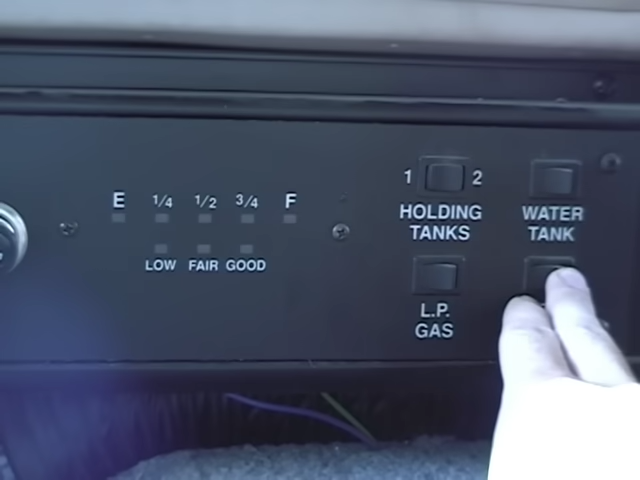 E 1/4 1/2 3/4 F
LOW FAIR GOOD
1 2
HOLDING
TANKS
WATER
TANK
L.P.
GAS